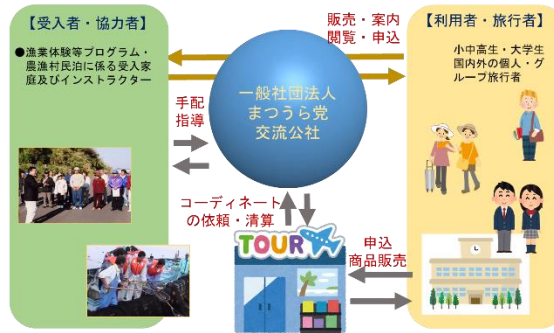 【受入者・協力者】
●漁業体験等プログラム・
農漁村民泊に係る受入家
庭及びインストラクター
販売・案内
閲覧・申込
【利用者・旅行者】
小中高生・大学生
国内外の個人・グ
ループ旅行者
一般社団法人
まつうら党
交流公社
手配
指導
コーディネート
の依頼・清算
TOUR
申込
商品販売